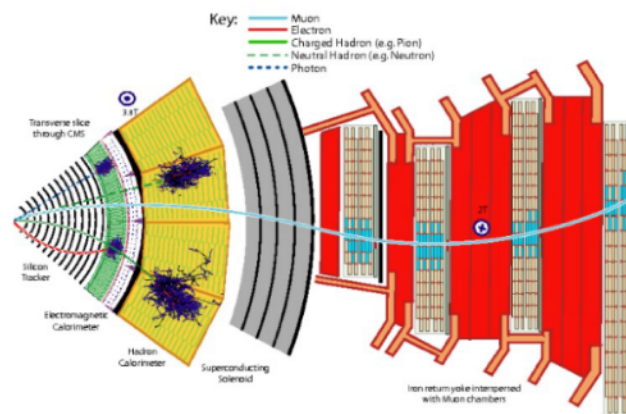 Key:
Muon
Electron
Charged Hadron (e.g. Pion)
Neutral Hadron (e.g. Neutron)
Photon
3.8T
Transverse slice
through CMS
2T
Silicon
Tracker
Electromagnetic
Calorimeter
Hadron
Calorimeter
Superconducting
Solenoid
Iron return yoke interspersed
with Muon chambers